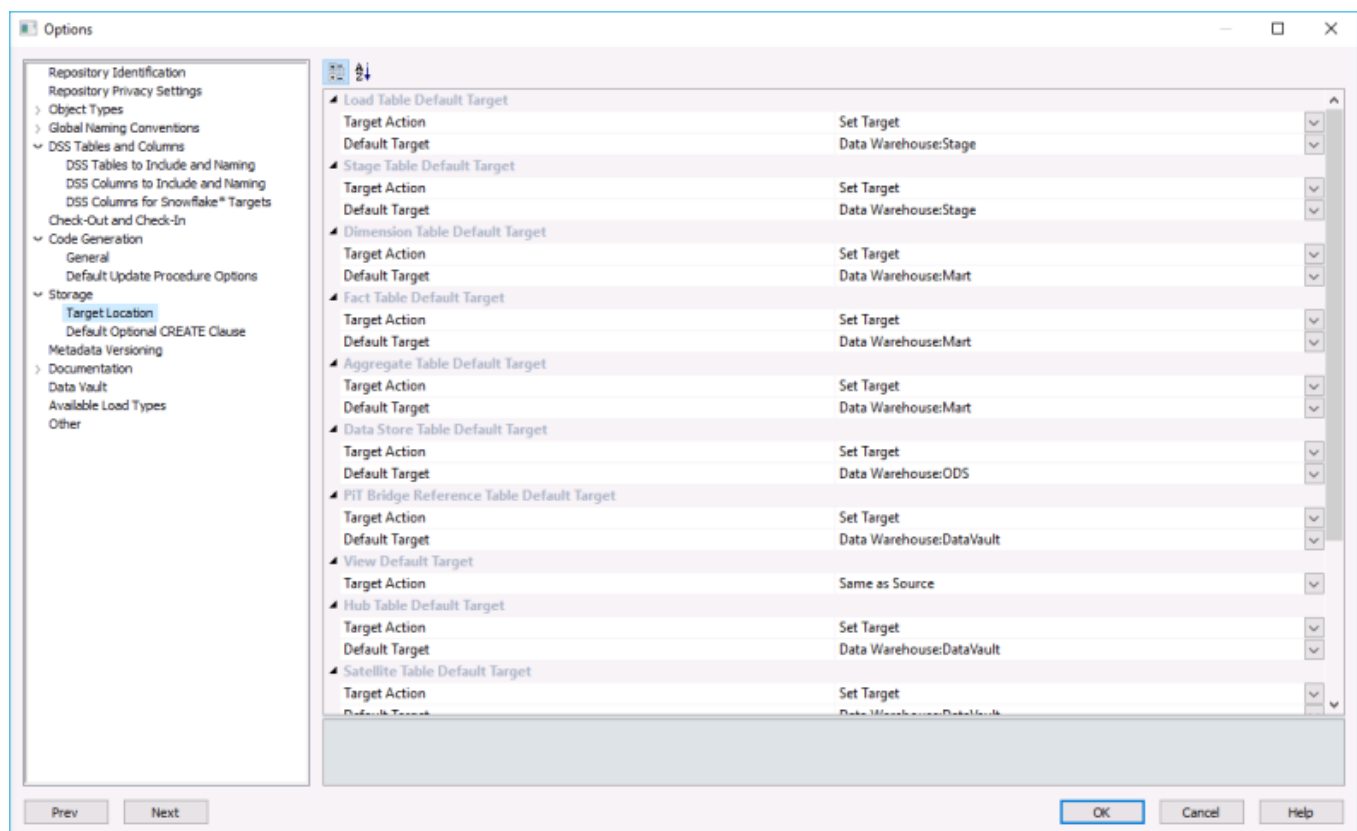 Options
Repository Identification
Repository Privacy Settings
Object Types
Global Naming Conventions
DSS Tables and Columns
DSS Tables to Include and Naming
DSS Columns to Include and Naming
DSS Columns for Snowflake* Targets
Check-Out and Check-In
Code Generation
General
Default Update Procedure Options
Storage
Target Location
Default Optional CREATE Clause
Metadata Versioning
Documentation
Data Vault
Available Load Types
Other
Load Table Default Target
Target Action Set Target
Default Target Data Warehouse:Stage
Stage Table Default Target
Target Action Set Target
Default Target Data Warehouse:Stage
Dimension Table Default Target
Target Action Set Target
Default Target Data Warehouse:Mart
Fact Table Default Target
Target Action Set Target
Default Target Data Warehouse:Mart
Aggregate Table Default Target
Target Action Set Target
Default Target Data Warehouse:Mart
Data Store Table Default Target
Target Action Set Target
Default Target Data Warehouse:ODS
PiT Bridge Reference Table Default Target
Target Action Set Target
Default Target Data Warehouse:DataVault
View Default Target
Target Action Same as Source
Hub Table Default Target
Target Action Set Target
Default Target Data Warehouse:DataVault
Satellite Table Default Target
Target Action Set Target
Default Target Data Warehouse:DataVault
Prev Next OK Cancel Help